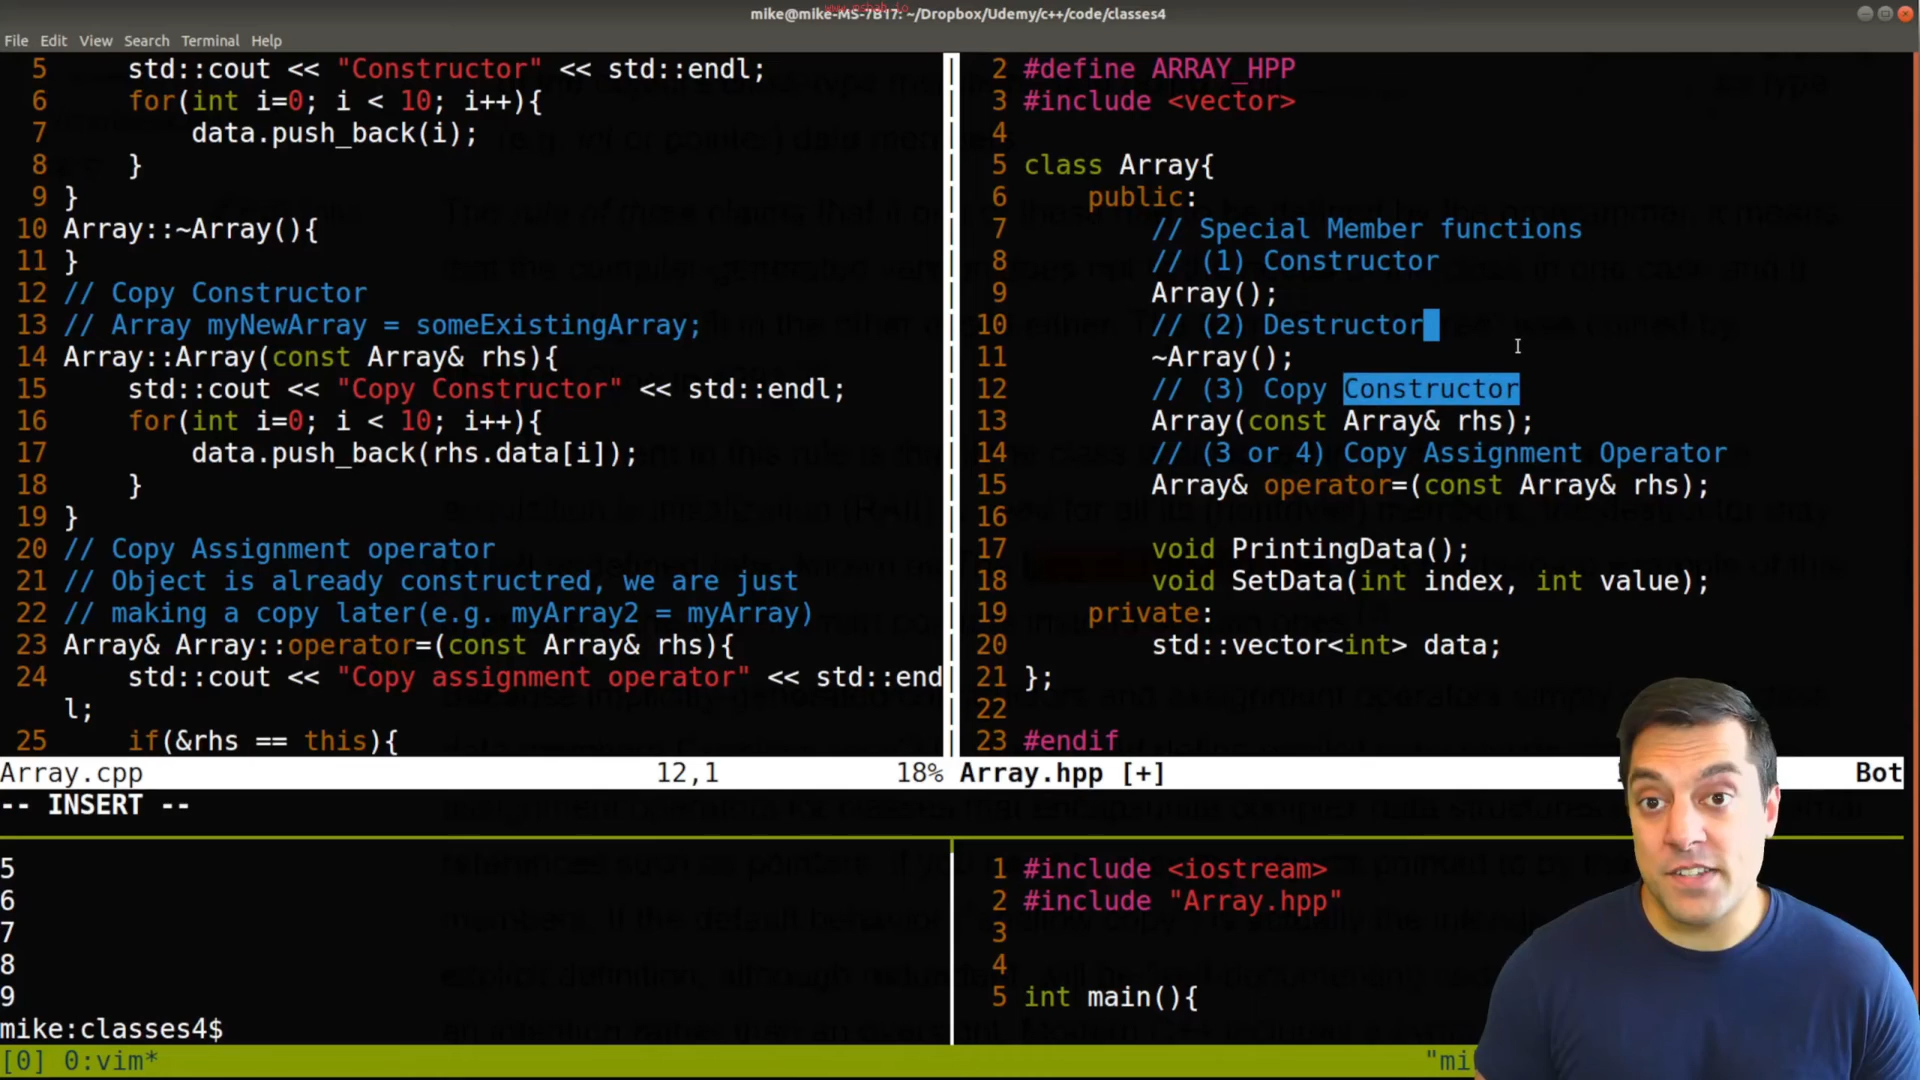 www.mshah.io
mike@mike-MS-7B17: ~/Dropbox/Udemy/c++/code/classes4
File Edit View Search Terminal Help
5 std::cout << "Constructor" << std::endl;
6 for(int i=0; i < 10; i++){
7 data.push_back(i);
8 }
9 }
10 Array::~Array(){
11 }
12 // Copy Constructor
13 // Array myNewArray = someExistingArray;
14 Array::Array(const Array& rhs){
15 std::cout << "Copy Constructor" << std::endl;
16 for(int i=0; i < 10; i++){
17 data.push_back(rhs.data[i]);
18 }
19 }
20 // Copy Assignment operator
21 // Object is already constructred, we are just
22 // making a copy later(e.g. myArray2 = myArray)
23 Array& Array::operator=(const Array& rhs){
24 std::cout << "Copy assignment operator" << std::end
l;
25 if(&rhs == this){
Array.cpp 12,1 18%
-- INSERT --
2 #define ARRAY_HPP
3 #include <vector>
4
5 class Array{
6 public:
7 // Special Member functions
8 // (1) Constructor
9 Array();
10 // (2) Destructor
11 ~Array();
12 // (3) Copy Constructor
13 Array(const Array& rhs);
14 // (3 or 4) Copy Assignment Operator
15 Array& operator=(const Array& rhs);
16
17 void PrintingData();
18 void SetData(int index, int value);
19 private:
20 std::vector<int> data;
21 };
22
23 #endif
Array.hpp [+] Bot
5
6
7
8
9
mike:classes4$
1 #include <iostream>
2 #include "Array.hpp"
3
4
5 int main(){
[0] 0:vim*
"mi